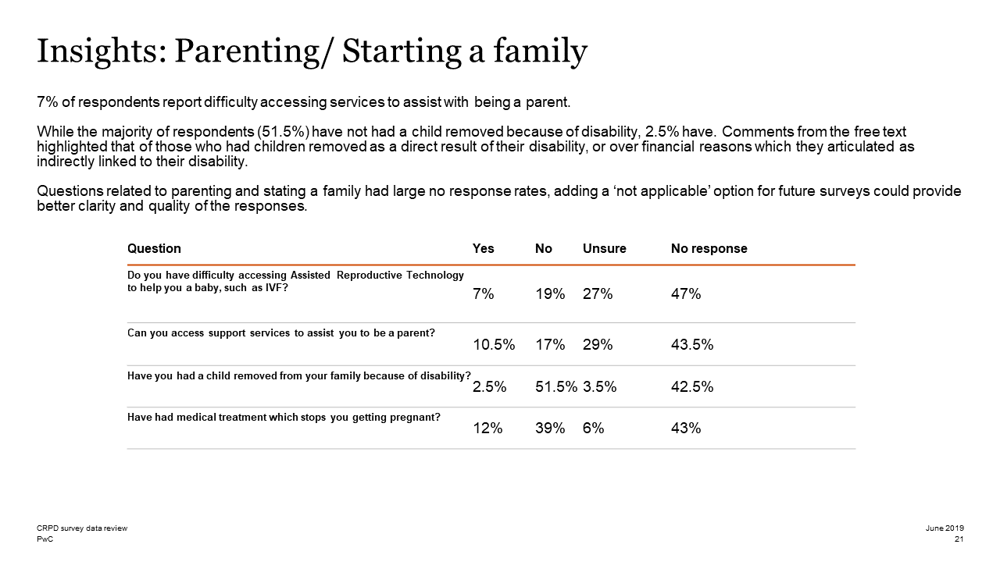 Insights: Parenting/ Starting a family
7% of respondents report difficulty accessing services to assist with being a parent.
While the majority of respondents (51.5%) have not had a child removed because of disability, 2.5% have. Comments from the free text
highlighted that of those who had children removed as a direct result of their disability, or over financial reasons which they articulated as
indirectly linked to their disability.
Questions related to parenting and stating a family had large no response rates, adding a ‘not applicable’ option for future surveys could provide
better clarity and quality of the responses.
Question Yes No Unsure No response
Do you have difficulty accessing Assisted Reproductive Technology
to help you a baby, such as IVF?
7% 19% 27% 47%
Can you access support services to assist you to be a parent?
10.5% 17% 29% 43.5%
Have you had a child removed from your family because of disability?
2.5% 51.5% 3.5% 42.5%
Have had medical treatment which stops you getting pregnant?
12% 39% 6% 43%
CRPD survey data review June 2019
PwC 21